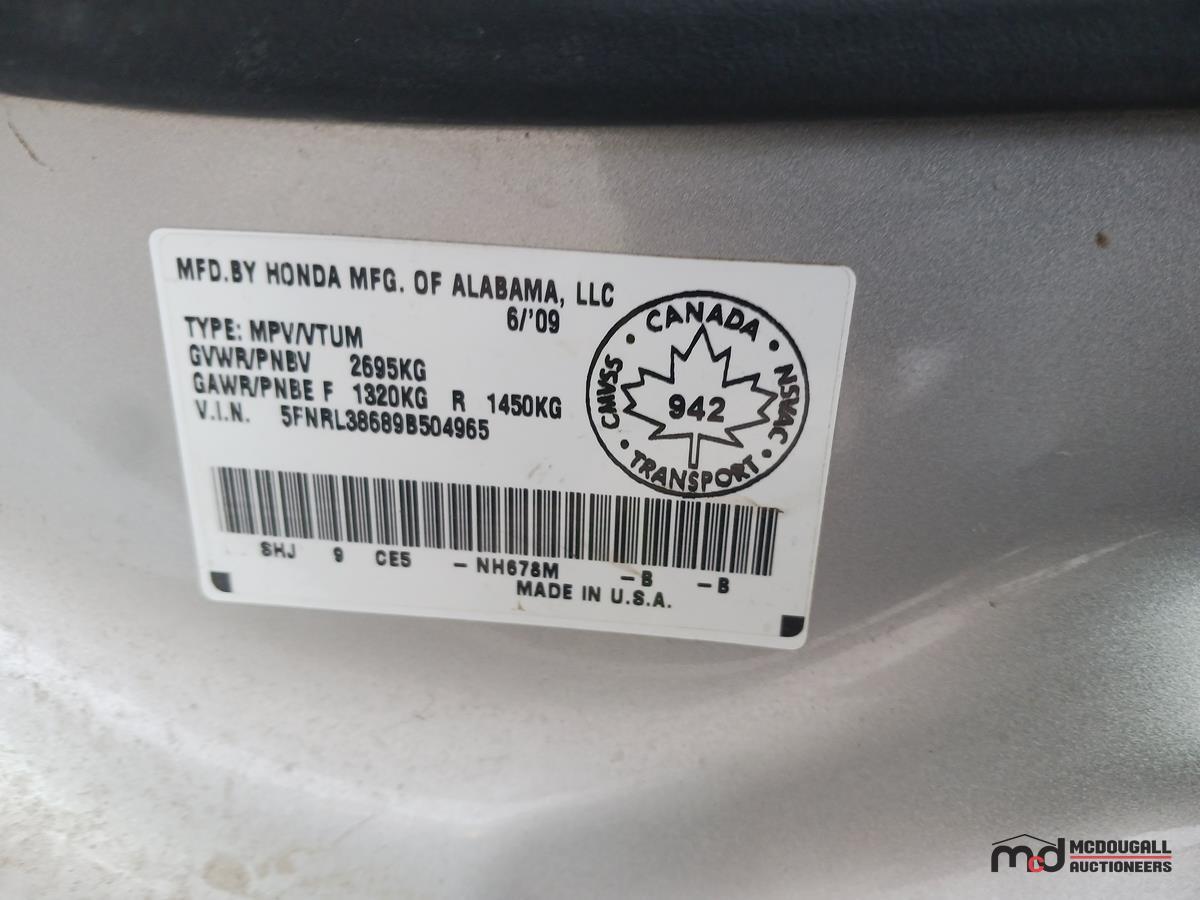 MFD.BY HONDA MFG. OF ALABAMA, LLC
6/'09
TYPE: MPV/VTUM
GVWR/PNBV 2695KG
GAWR/PNBE F 1320KG R 1450KG
V.I.N. 5FNRL38689B504965
CANADA
CMVSS
942
NSVAC
TRANSPORT
SHJ 9 CE5 -NH678M -B -B
MADE IN U.S.A.
mcd MCDOUGALL
AUCTIONEERS